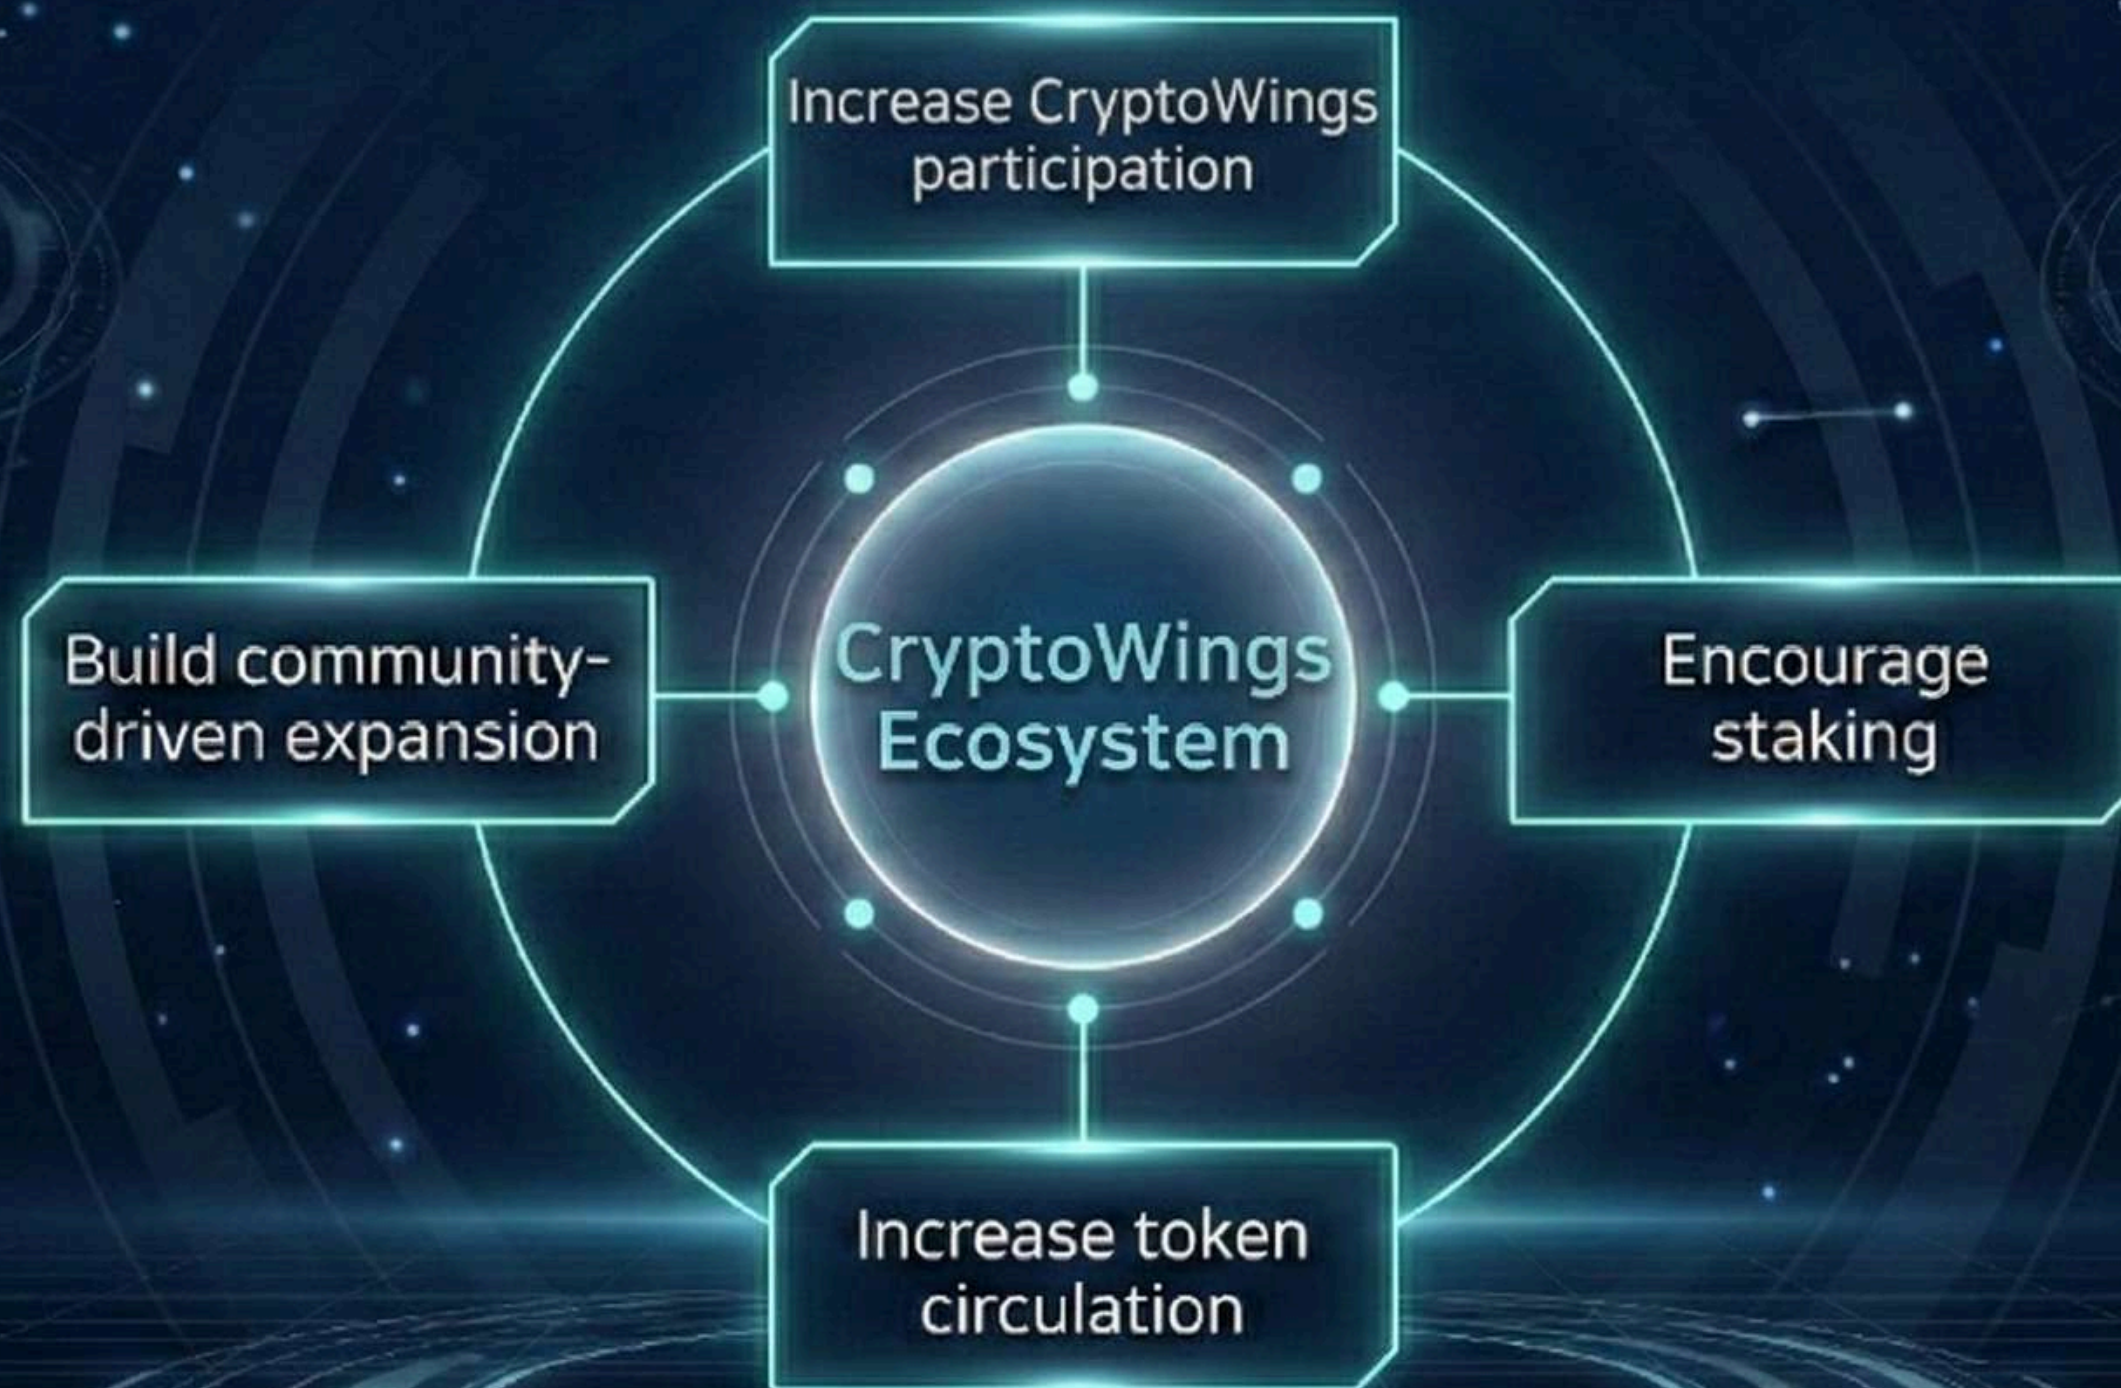 Increase CryptoWings
participation
Build community-
driven expansion
CryptoWings
Ecosystem
Encourage
staking
Increase token
circulation